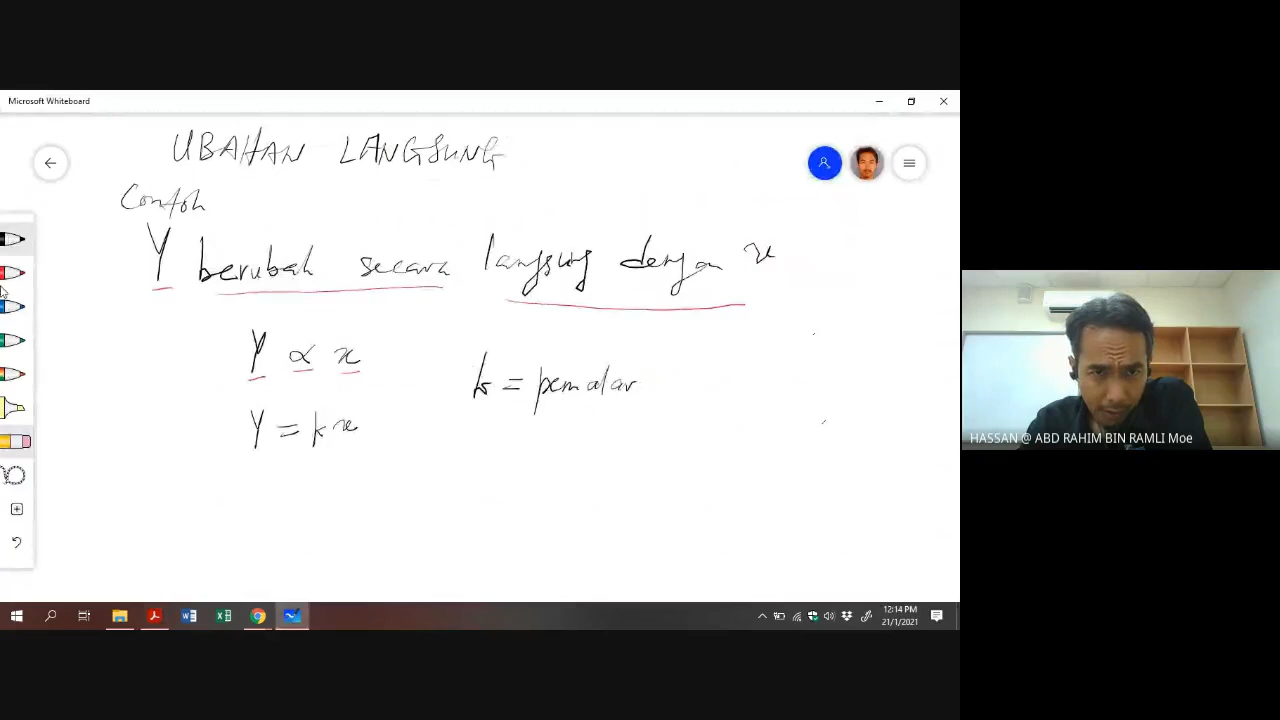 Microsoft Whiteboard
UBAHAN LANGSUNG
Contoh
Y berubah secara langsung dengan x
Y ∝ x
k = pemalar
Y = kx
HASSAN @ ABD RAHIM BIN RAMLI Moe
12:14 PM
21/1/2021